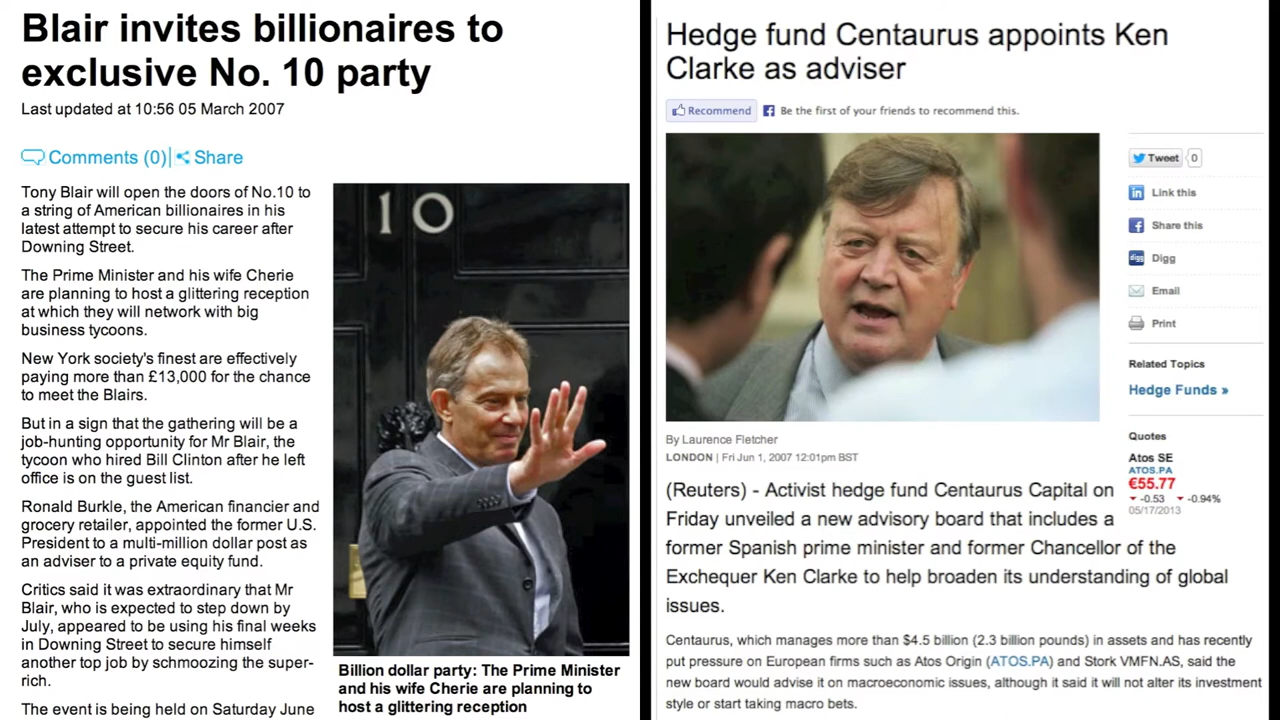 Blair invites billionaires to
exclusive No. 10 party
Last updated at 10:56 05 March 2007
Comments (0)
Share
Tony Blair will open the doors of No.10 to
a string of American billionaires in his
latest attempt to secure his career after
Downing Street.
The Prime Minister and his wife Cherie
are planning to host a glittering reception
at which they will network with big
business tycoons.
New York society's finest are effectively
paying more than £13,000 for the chance
to meet the Blairs.
But in a sign that the gathering will be a
job-hunting opportunity for Mr Blair, the
tycoon who hired Bill Clinton after he left
office is on the guest list.
Ronald Burkle, the American financier and
grocery retailer, appointed the former U.S.
President to a multi-million dollar post as
an adviser to a private equity fund.
Critics said it was extraordinary that Mr
Blair, who is expected to step down by
July, appeared to be using his final weeks
in Downing Street to secure himself
another top job by schmoozing the super-
rich.
The event is being held on Saturday June
10
Billion dollar party: The Prime Minister
and his wife Cherie are planning to
host a glittering reception
Hedge fund Centaurus appoints Ken
Clarke as adviser
Recommend
Be the first of your friends to recommend this.
Tweet 0
Link this
Share this
digg Digg
Email
Print
Related Topics
Hedge Funds »
Quotes
Atos SE
ATOS.PA
€55.77
-0.53 -0.94%
05/17/2013
By Laurence Fletcher
LONDON | Fri Jun 1, 2007 12:01pm BST
(Reuters) - Activist hedge fund Centaurus Capital on
Friday unveiled a new advisory board that includes a
former Spanish prime minister and former Chancellor of the
Exchequer Ken Clarke to help broaden its understanding of global
issues.
Centaurus, which manages more than $4.5 billion (2.3 billion pounds) in assets and has recently
put pressure on European firms such as Atos Origin (ATOS.PA) and Stork VMFN.AS, said the
new board would advise it on macroeconomic issues, although it said it will not alter its investment
style or start taking macro bets.